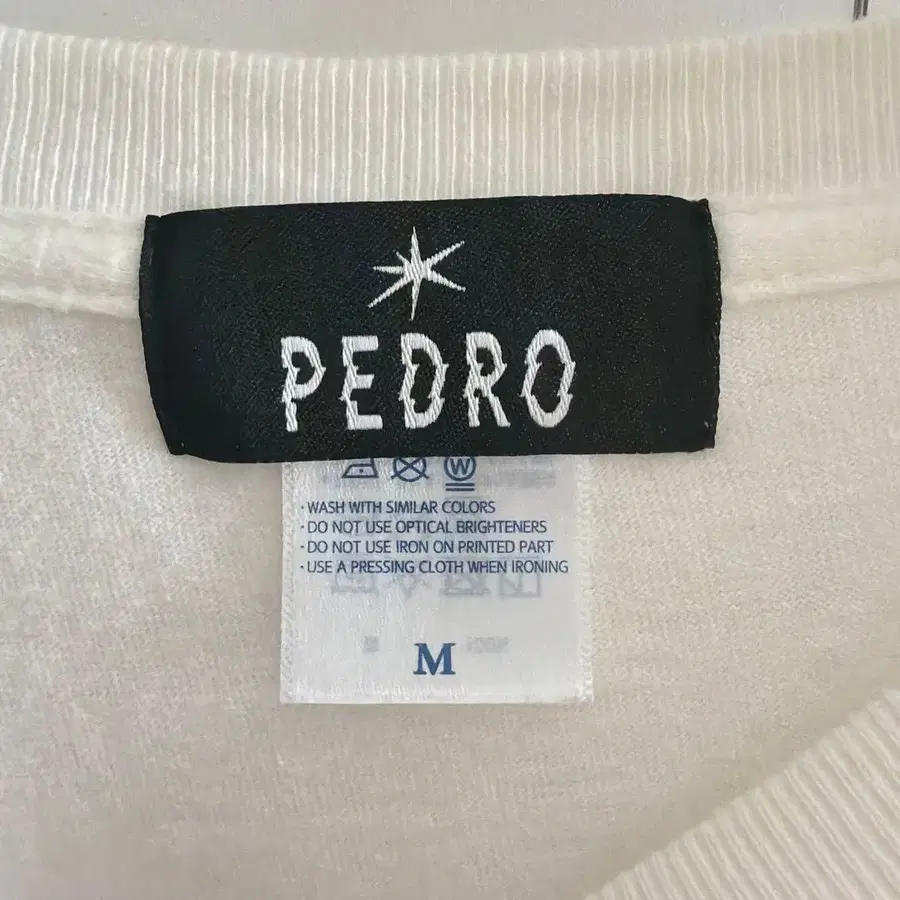 PEDRO
W
· WASH WITH SIMILAR COLORS
· DO NOT USE OPTICAL BRIGHTENERS
· DO NOT USE IRON ON PRINTED PART
· USE A PRESSING CLOTH WHEN IRONING
M